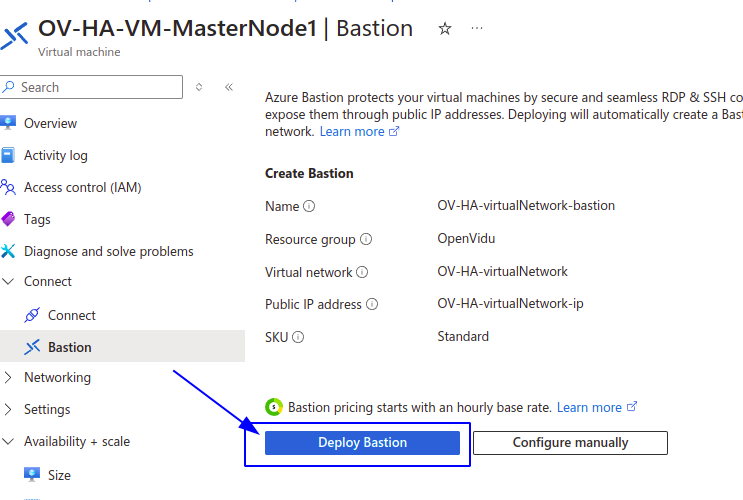 OV-HA-VM-MasterNode1 | Bastion
Virtual machine
Search
Overview
Activity log
Access control (IAM)
Tags
Diagnose and solve problems
Connect
Connect
Bastion
Networking
Settings
Availability + scale
Size
Azure Bastion protects your virtual machines by secure and seamless RDP & SSH co
expose them through public IP addresses. Deploying will automatically create a Bas
network. Learn more
Create Bastion
Name OV-HA-virtualNetwork-bastion
Resource group OpenVidu
Virtual network OV-HA-virtualNetwork
Public IP address OV-HA-virtualNetwork-ip
SKU Standard
Bastion pricing starts with an hourly base rate. Learn more
Deploy Bastion
Configure manually